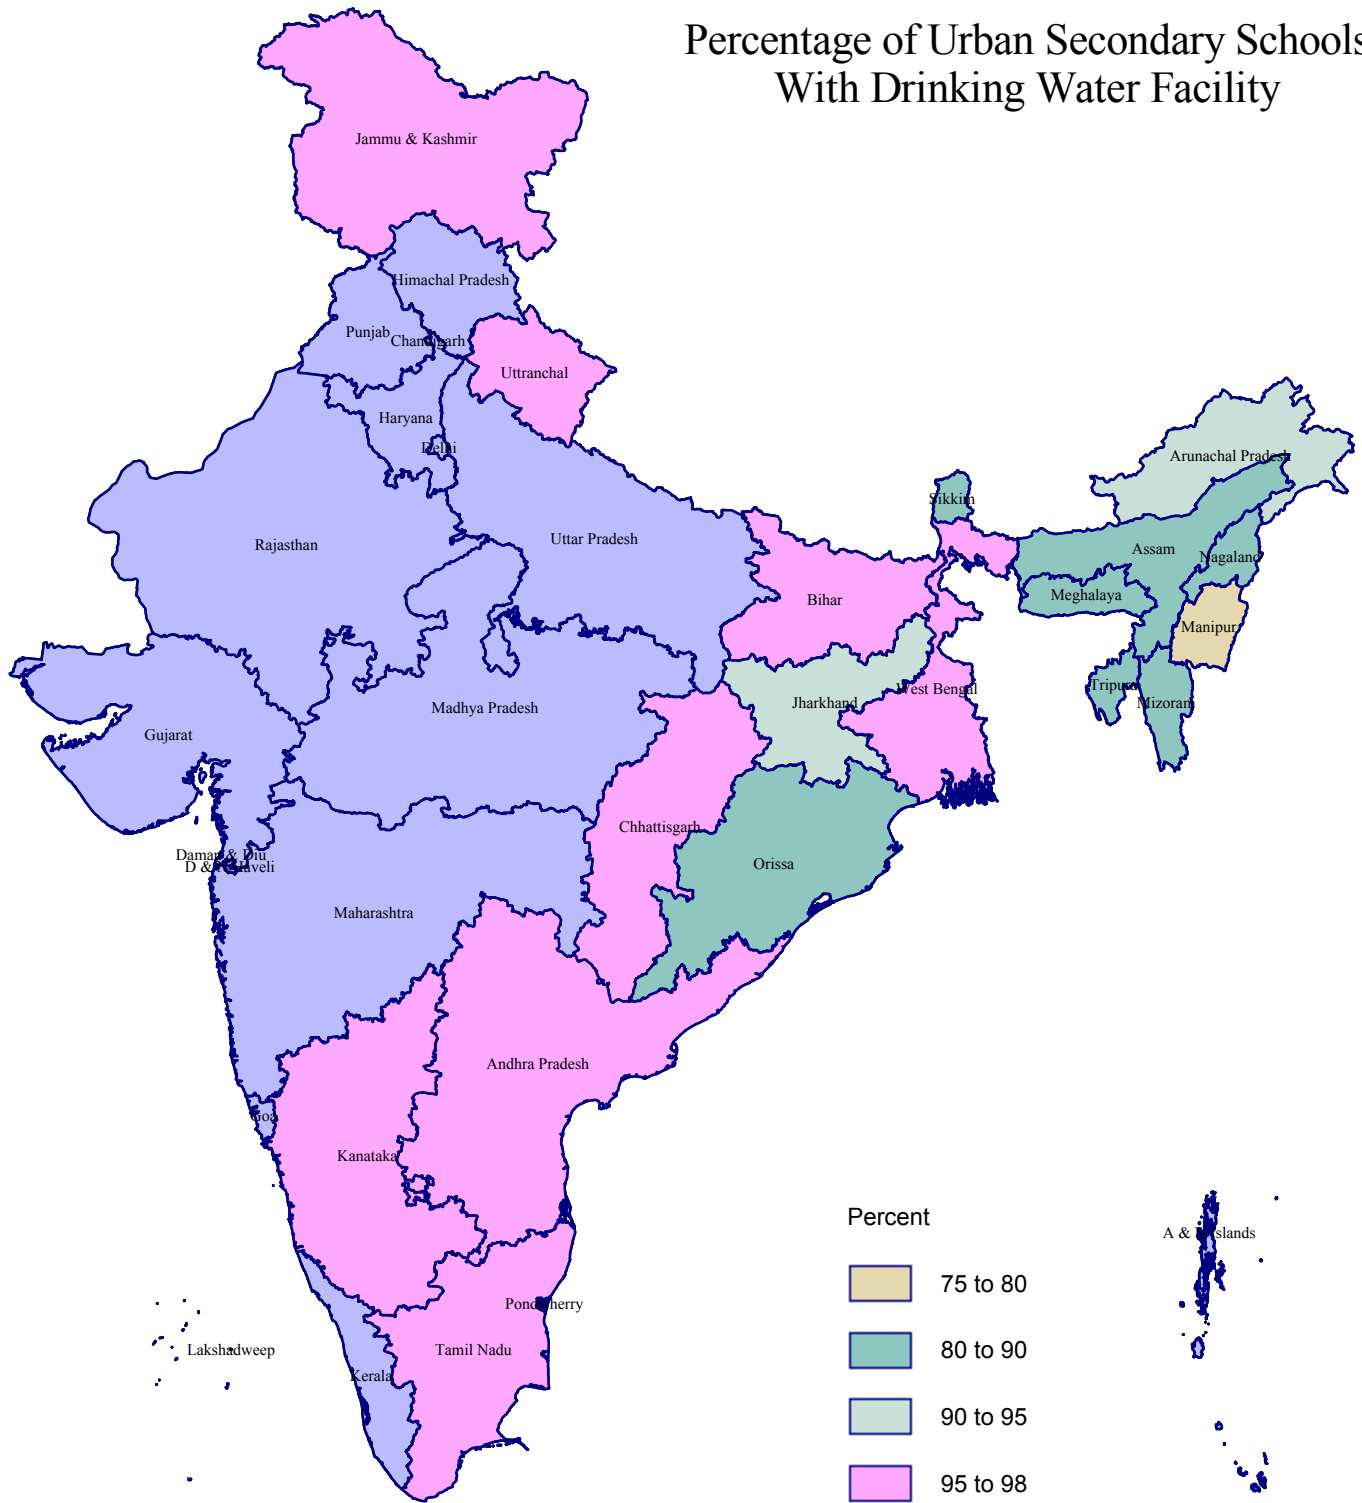 Percentage of Urban Secondary Schools
With Drinking Water Facility
Jammu & Kashmir
Himachal Pradesh
Punjab
Chandigarh
Uttranchal
Haryana
Delhi
Arunachal Pradesh
Sikkim
Rajasthan
Uttar Pradesh
Assam
Nagaland
Bihar
Meghalaya
Manipur
Tripura
West Bengal
Jharkhand
Mizoram
Madhya Pradesh
Gujarat
Chhattisgarh
Daman & Diu
D & N Haveli
Orissa
Maharashtra
Andhra Pradesh
Goa
Kanataka
Percent
A & N Islands
75 to 80
Pondicherry
Lakshadweep
Tamil Nadu
80 to 90
Kerala
90 to 95
95 to 98